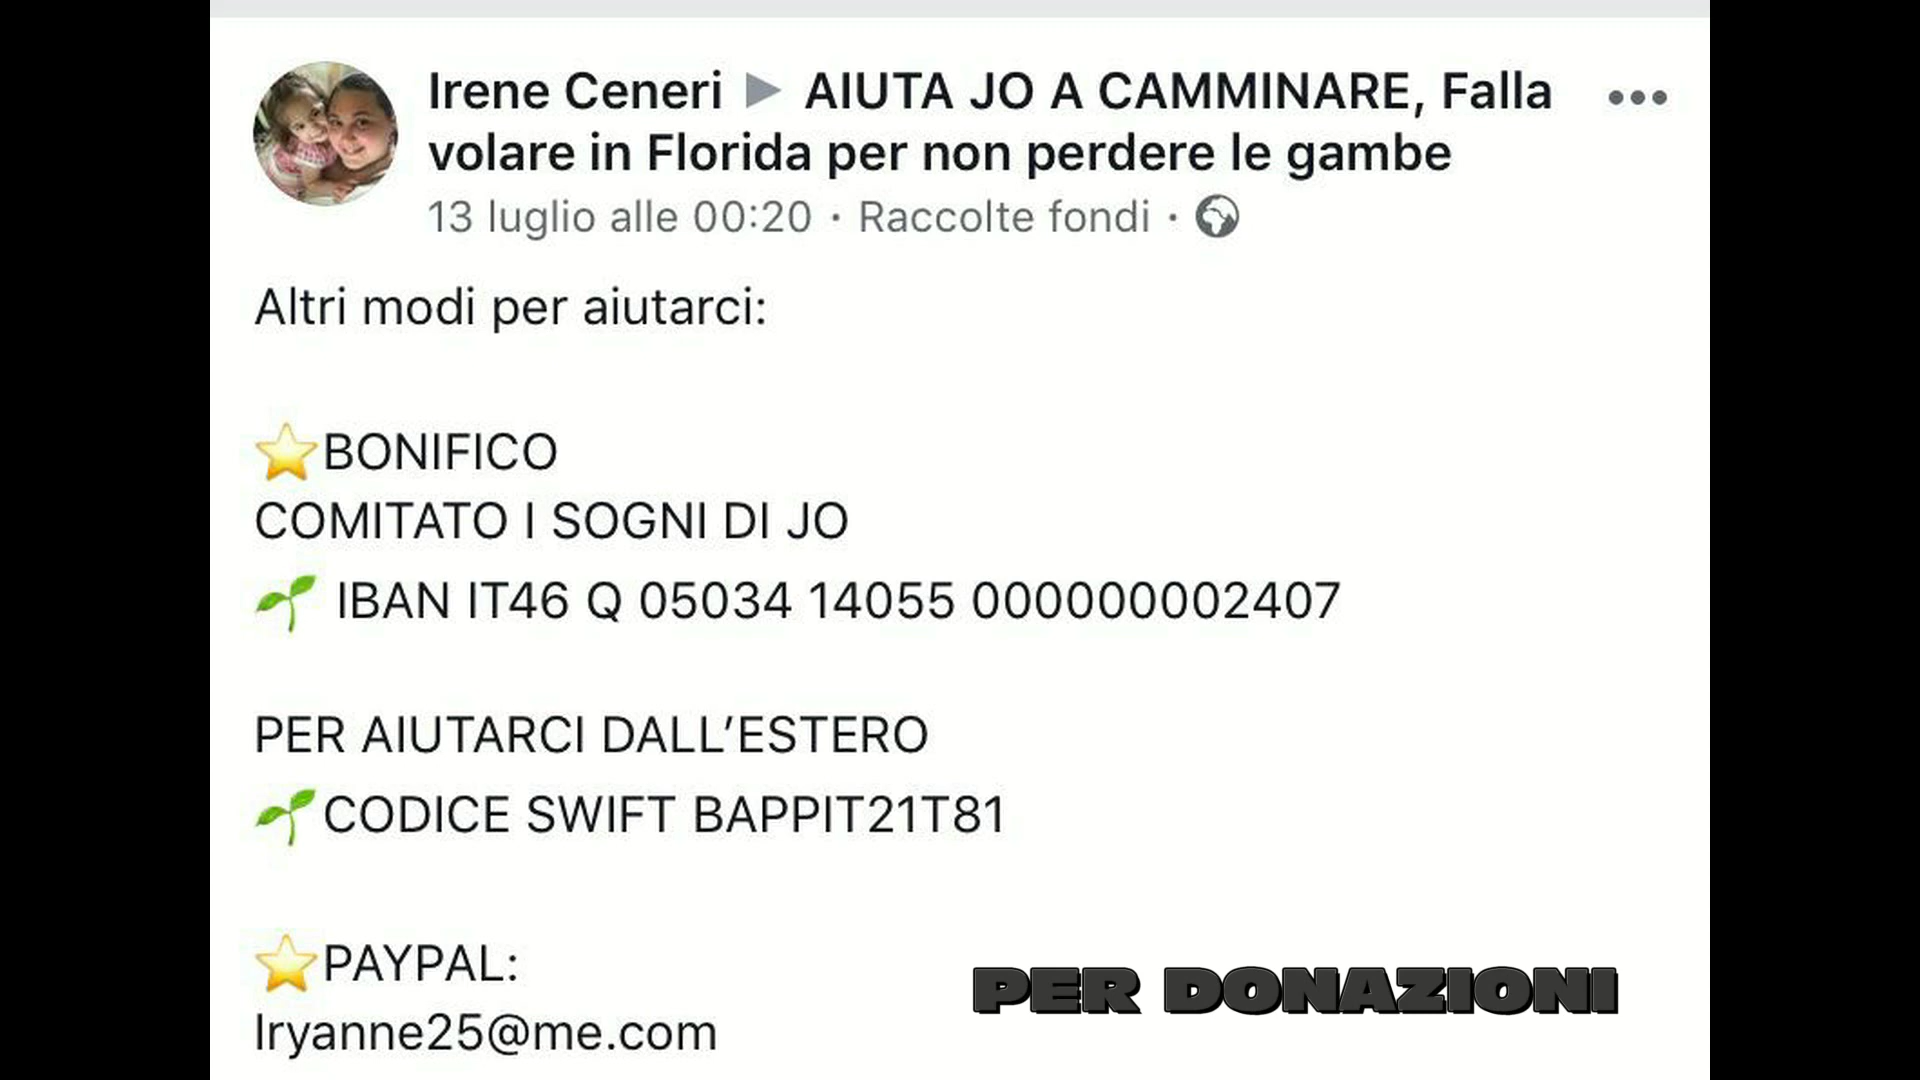 Irene Ceneri ▶ AIUTA JO A CAMMINARE, Falla
volare in Florida per non perdere le gambe
13 luglio alle 00:20 · Raccolte fondi ·
Altri modi per aiutarci:
⭐BONIFICO
COMITATO I SOGNI DI JO
🌱 IBAN IT46 Q 05034 14055 000000002407
PER AIUTARCI DALL’ESTERO
🌱CODICE SWIFT BAPPIT21T81
⭐PAYPAL:
Iryanne25@me.com
PER DONAZIONI